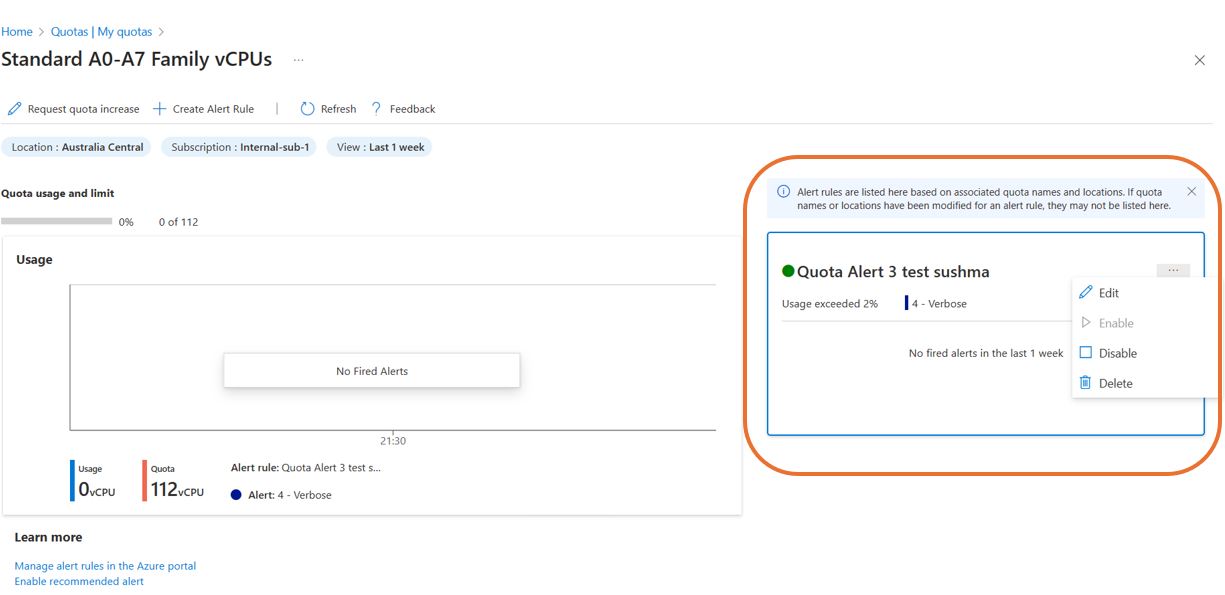 Home > Quotas | My quotas >
Standard A0-A7 Family vCPUs ...
Request quota increase + Create Alert Rule | Refresh ? Feedback
Location : Australia Central Subscription : Internal-sub-1 View : Last 1 week
Quota usage and limit
0% 0 of 112
Usage
No Fired Alerts
21:30
Usage
0vCPU
Quota
112vCPU
Alert rule: Quota Alert 3 test s...
Alert: 4 - Verbose
Learn more
Manage alert rules in the Azure portal
Enable recommended alert
Alert rules are listed here based on associated quota names and locations. If quota
names or locations have been modified for an alert rule, they may not be listed here.
Quota Alert 3 test sushma ...
Usage exceeded 2% 4 - Verbose
No fired alerts in the last 1 week
Edit
Enable
Disable
Delete